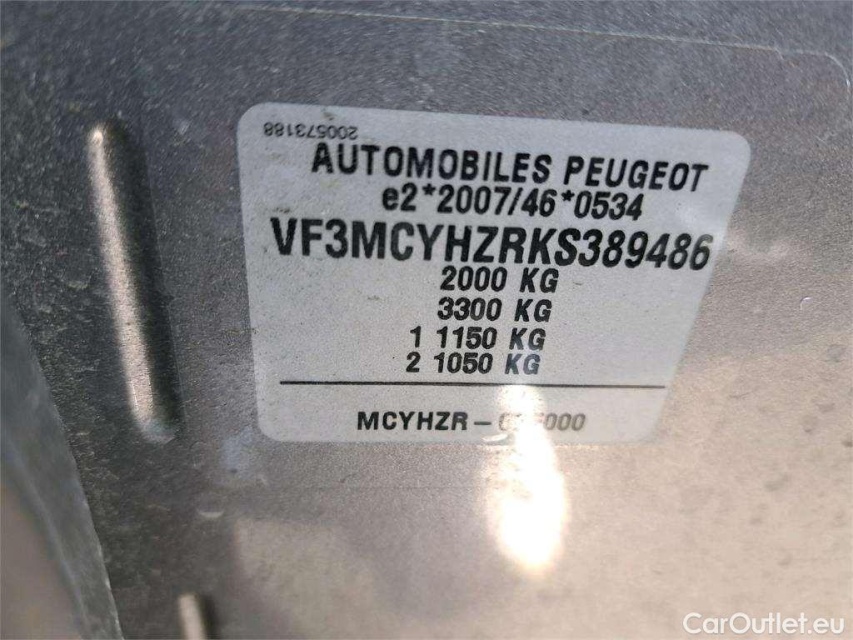 200573188
AUTOMOBILES PEUGEOT
e2*2007/46*0534
VF3MCYHZRKS389486
2000 KG
3300 KG
1 1150 KG
2 1050 KG
MCYHZR-
CarOutlet.eu